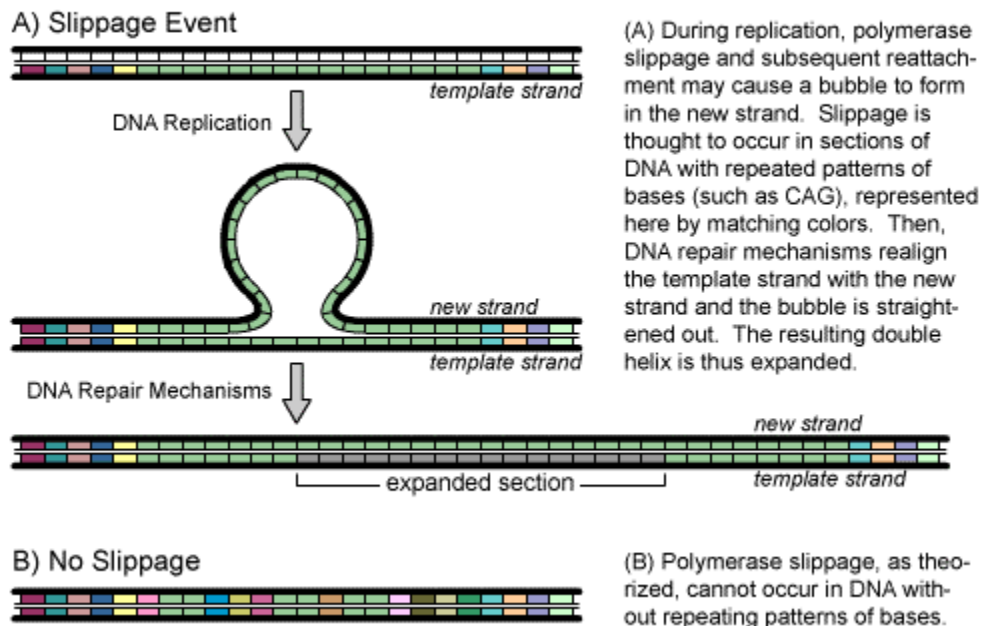 A) Slippage Event
template strand
DNA Replication
new strand
template strand
DNA Repair Mechanisms
new strand
expanded section
template strand
(A) During replication, polymerase
slippage and subsequent reattach-
ment may cause a bubble to form
in the new strand. Slippage is
thought to occur in sections of
DNA with repeated patterns of
bases (such as CAG), represented
here by matching colors. Then,
DNA repair mechanisms realign
the template strand with the new
strand and the bubble is straight-
ened out. The resulting double
helix is thus expanded.
B) No Slippage
(B) Polymerase slippage, as theo-
rized, cannot occur in DNA with-
out repeating patterns of bases.